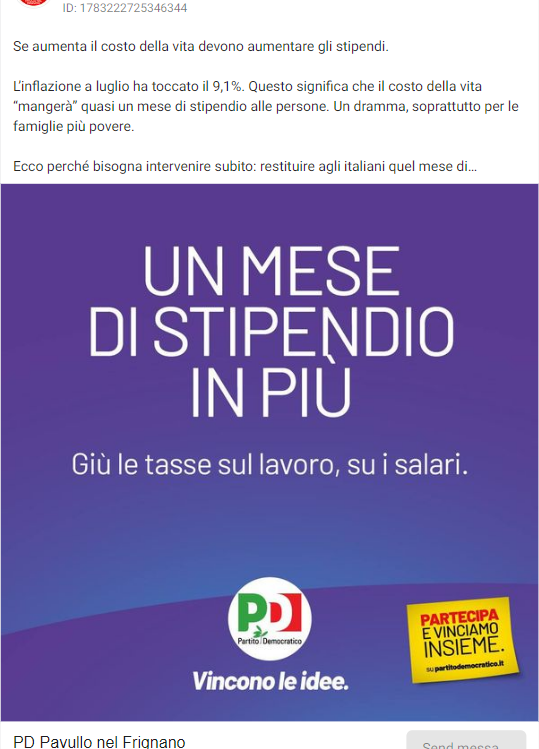 ID: 1783222725346344
Se aumenta il costo della vita devono aumentare gli stipendi.
L'inflazione a luglio ha toccato il 9,1%. Questo significa che il costo della vita
“mangerà” quasi un mese di stipendio alle persone. Un dramma, soprattutto per le
famiglie più povere.
Ecco perché bisogna intervenire subito: restituire agli italiani quel mese di...
UN MESE
DI STIPENDIO
IN PIÙ
Giù le tasse sul lavoro, su i salari.
PD
Partito Democratico
Vincono le idee.
PARTECIPA
E VINCIAMO
INSIEME.
su partitodemocratico.it
PD Pavullo nel Frignano
Send messa